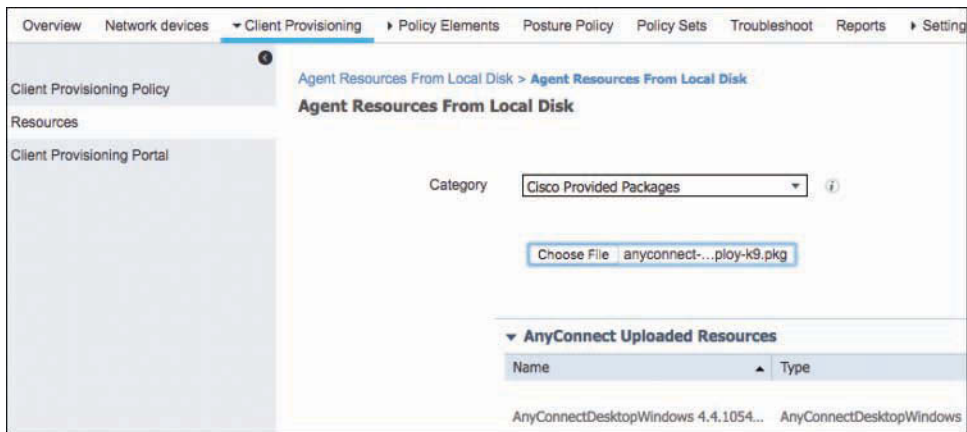 Overview Network devices Client Provisioning Policy Elements Posture Policy Policy Sets Troubleshoot Reports Setting
Client Provisioning Policy
Resources
Client Provisioning Portal
Agent Resources From Local Disk > Agent Resources From Local Disk
Agent Resources From Local Disk
Category Cisco Provided Packages
Choose File anyconnect-...ploy-k9.pkg
AnyConnect Uploaded Resources
Name Type
AnyConnectDesktopWindows 4.4.1054... AnyConnectDesktopWindows